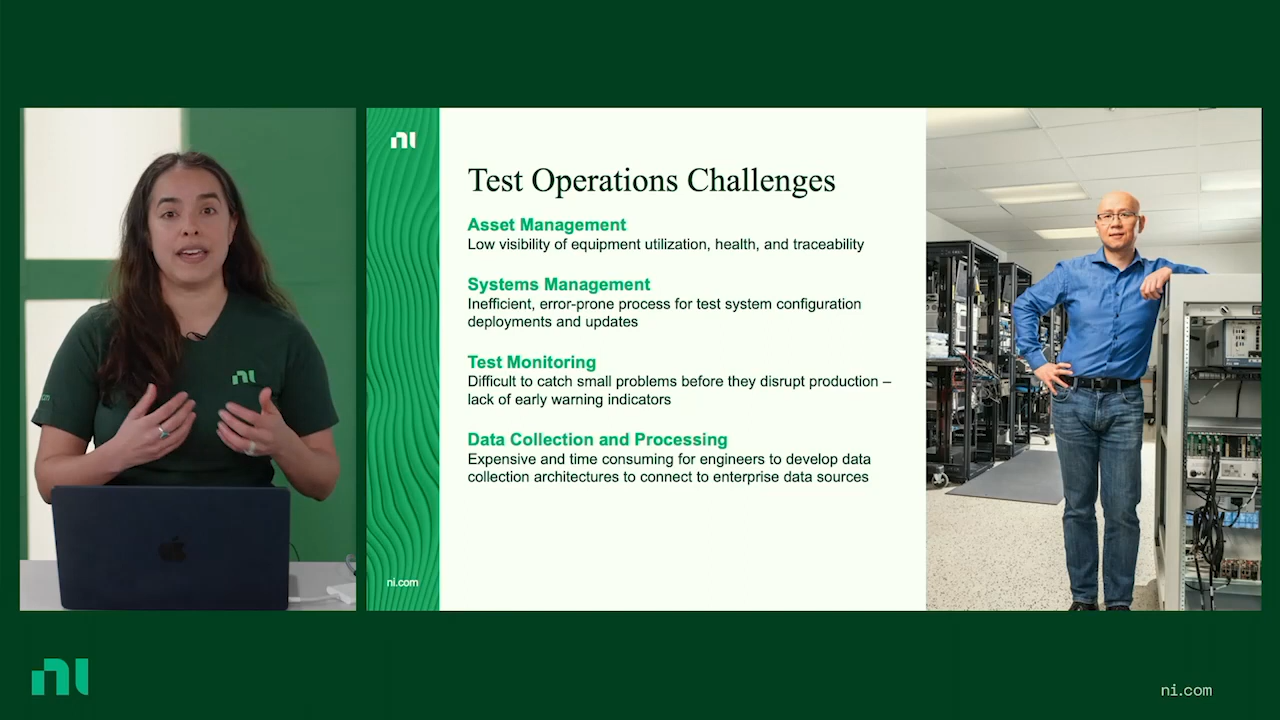 ni
Test Operations Challenges
Asset Management
Low visibility of equipment utilization, health, and traceability
Systems Management
Inefficient, error-prone process for test system configuration
deployments and updates
Test Monitoring
Difficult to catch small problems before they disrupt production –
lack of early warning indicators
Data Collection and Processing
Expensive and time consuming for engineers to develop data
collection architectures to connect to enterprise data sources
ni.com
ni
ni
ni.com